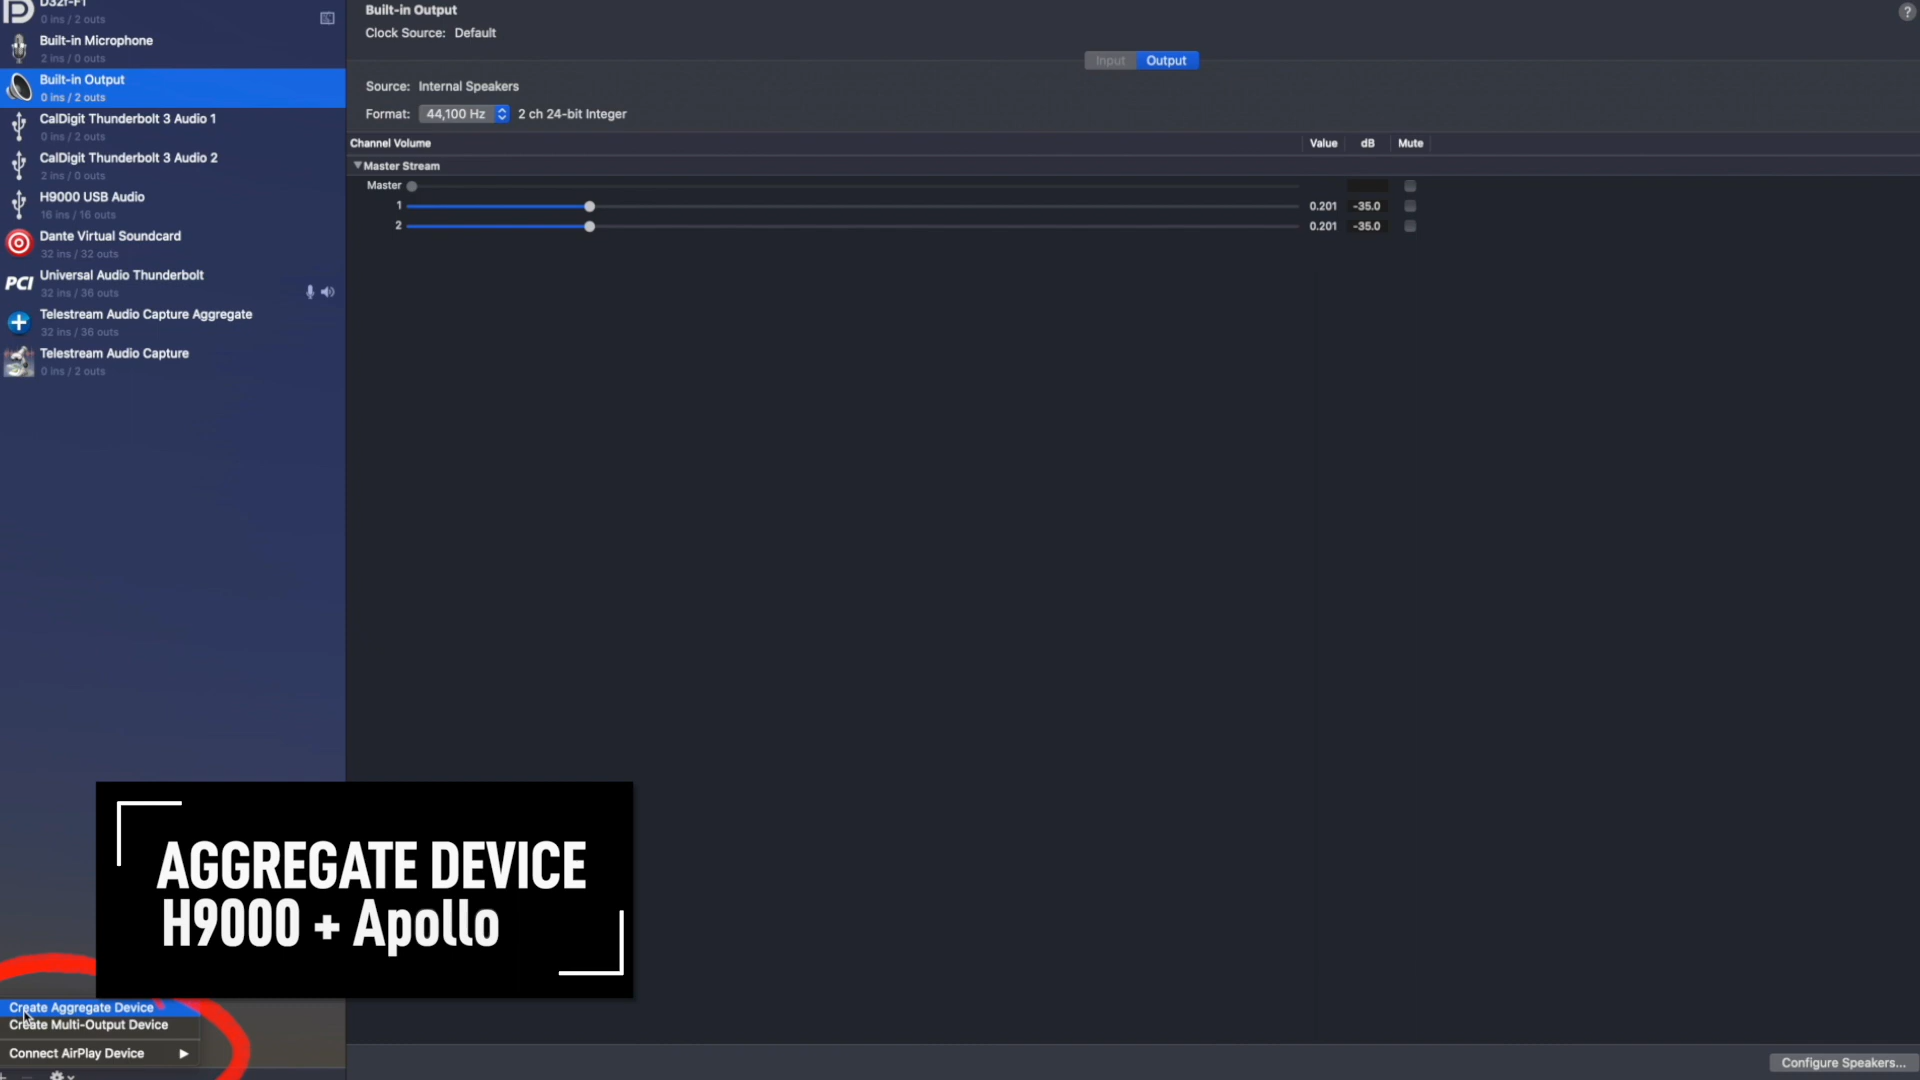 D32f-F1
0 ins / 2 outs
Built-in Microphone
2 ins / 0 outs
Built-in Output
0 ins / 2 outs
CalDigit Thunderbolt 3 Audio 1
0 ins / 2 outs
CalDigit Thunderbolt 3 Audio 2
2 ins / 0 outs
H9000 USB Audio
16 ins / 16 outs
Dante Virtual Soundcard
32 ins / 32 outs
PCI
Universal Audio Thunderbolt
32 ins / 36 outs
Telestream Audio Capture Aggregate
32 ins / 36 outs
Telestream Audio Capture
0 ins / 2 outs
Built-in Output
Clock Source: Default
?
Input Output
Source: Internal Speakers
Format: 44,100 Hz 2 ch 24-bit Integer
Channel Volume Value dB Mute
Master Stream
Master
1 0.201 -35.0
2 0.201 -35.0
AGGREGATE DEVICE
H9000 + Apollo
Create Aggregate Device
Create Multi-Output Device
Connect AirPlay Device
Configure Speakers...